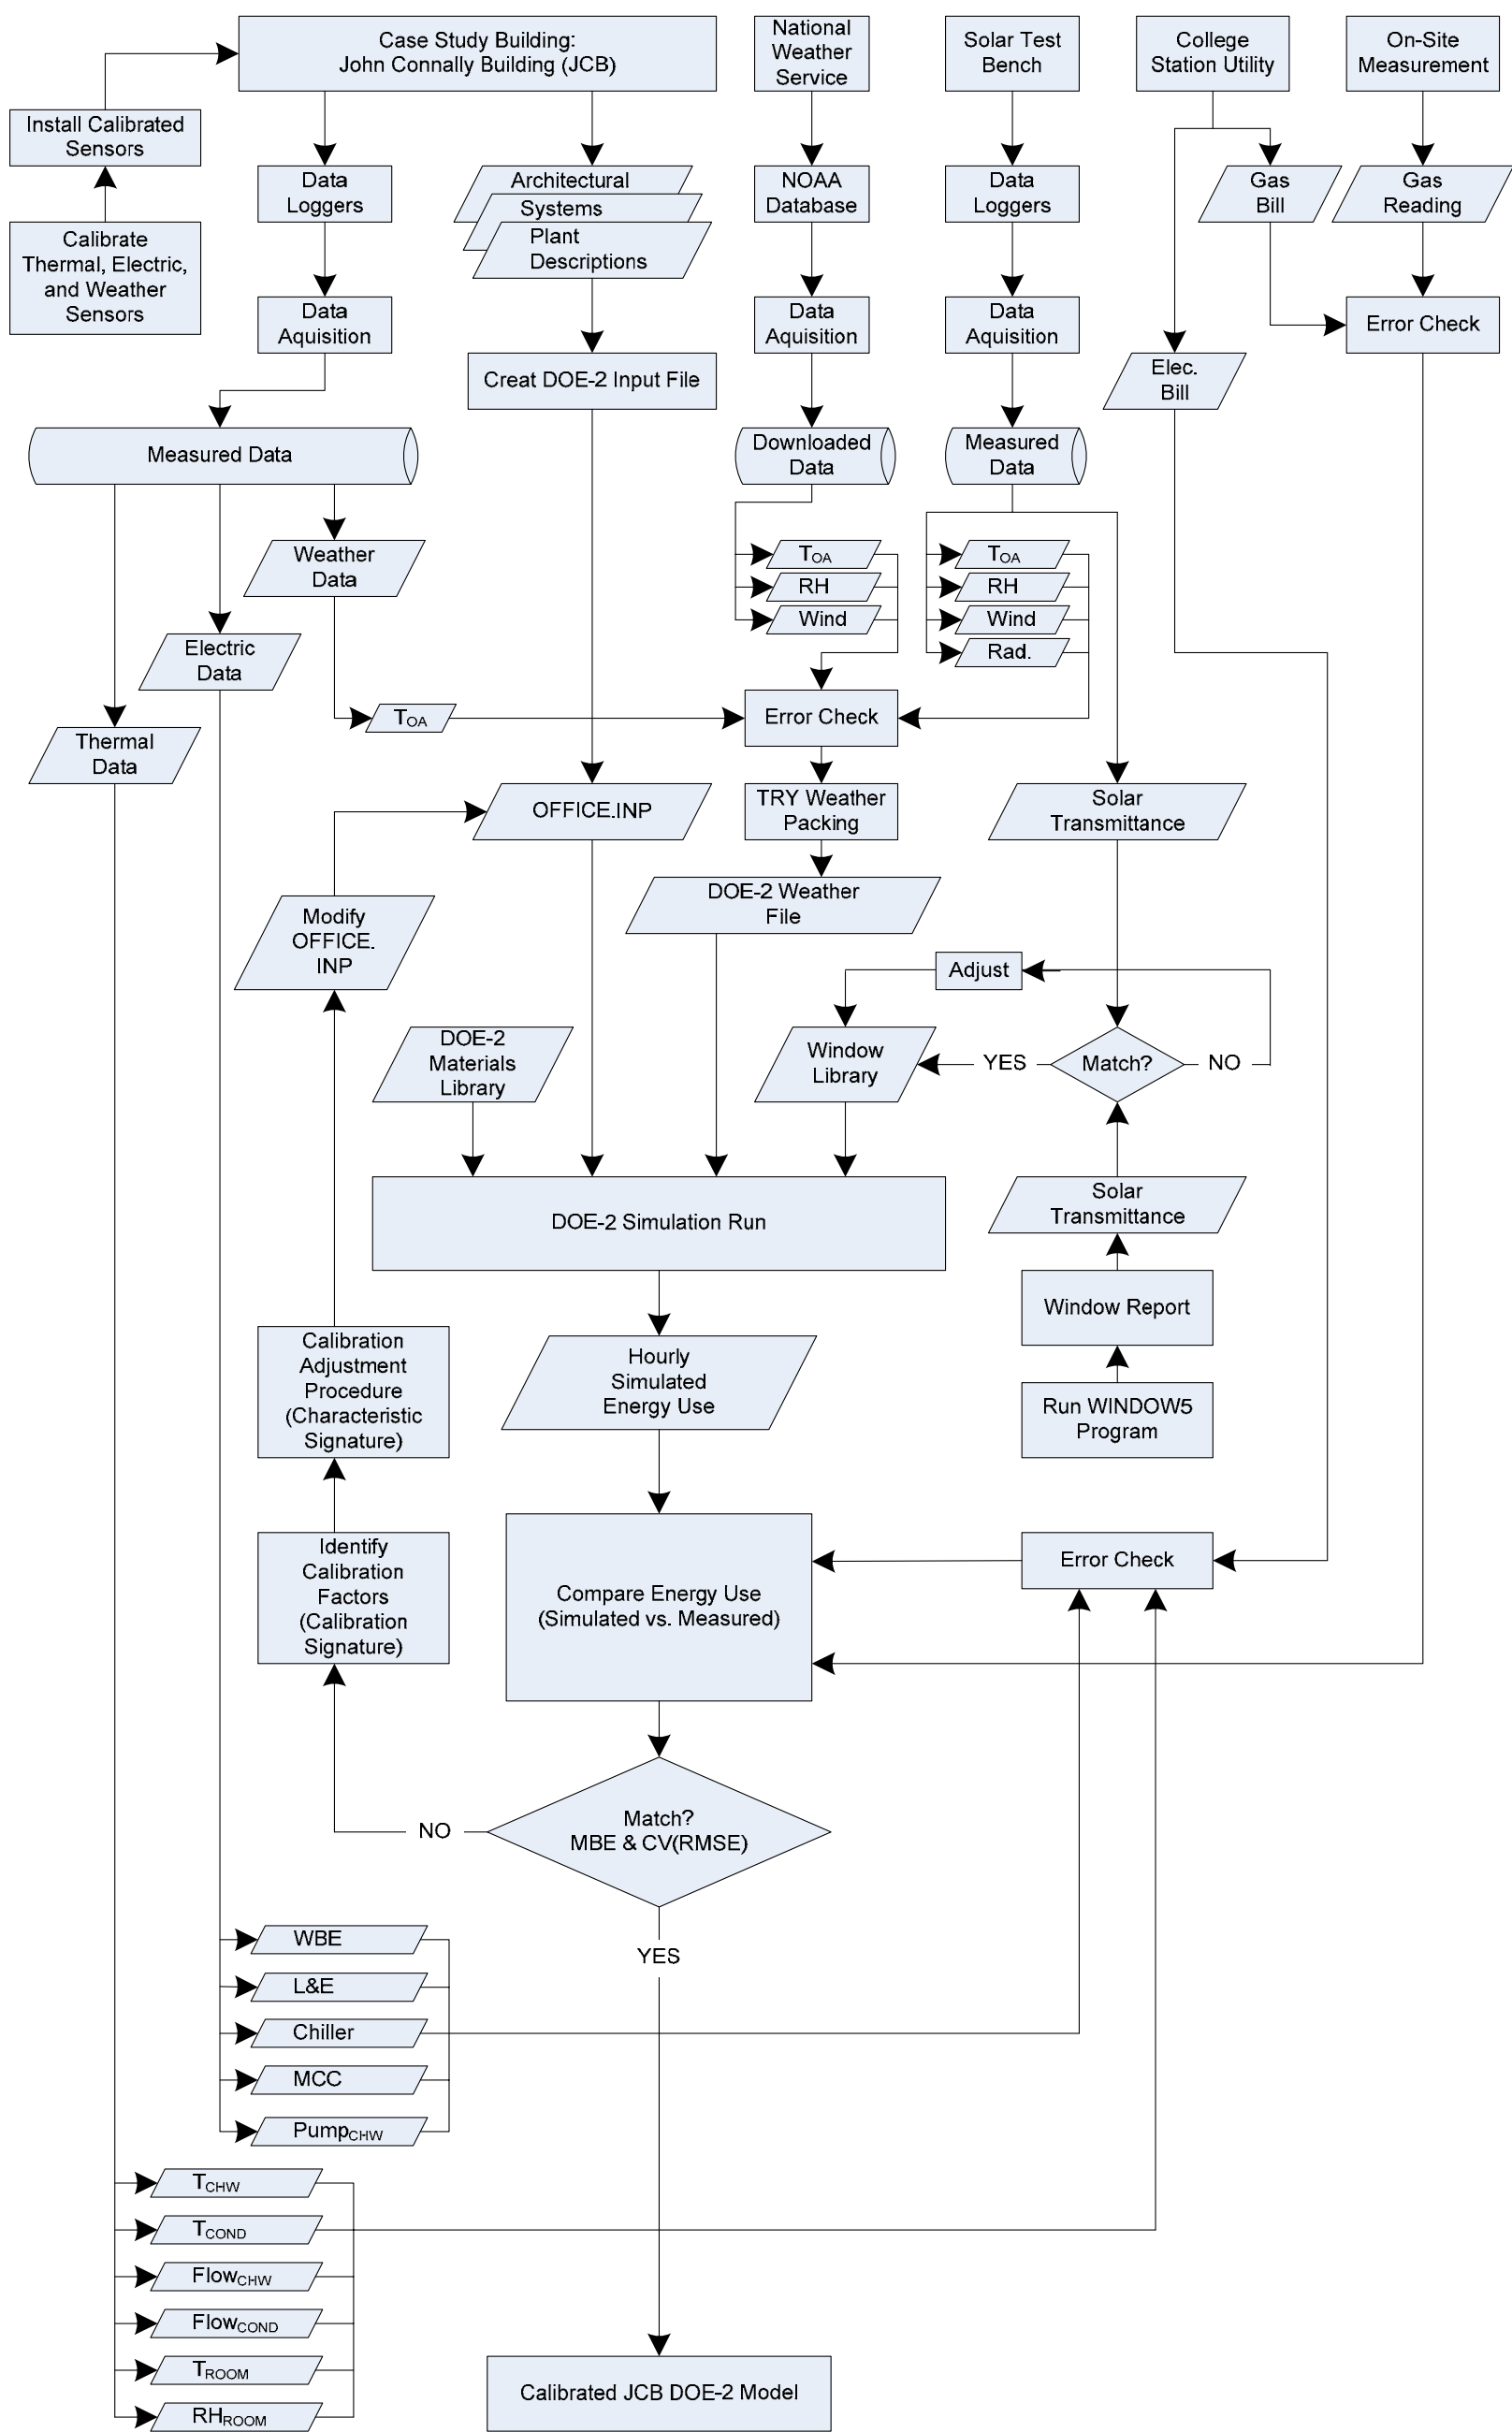 Case Study Building:
John Connally Building (JCB)
National
Weather
Service
Solar Test
Bench
College
Station Utility
On-Site
Measurement
Install Calibrated
Sensors
Calibrate
Thermal, Electric,
and Weather
Sensors
Data
Loggers
Architectural
Systems
Plant
Descriptions
NOAA
Database
Data
Loggers
Gas
Bill
Gas
Reading
Data
Aquisition
Data
Aquisition
Data
Aquisition
Error Check
Creat DOE-2 Input File
Elec.
Bill
Measured Data
Downloaded
Data
Measured
Data
Weather
Data
TOA
RH
Wind
TOA
RH
Wind
Rad.
Electric
Data
Thermal
Data
TOA
Error Check
OFFICE.INP
TRY Weather
Packing
Solar
Transmittance
DOE-2 Weather
File
Modify
OFFICE.
INP
Adjust
DOE-2
Materials
Library
Window
Library
YES
Match?
NO
DOE-2 Simulation Run
Solar
Transmittance
Window Report
Run WINDOW5
Program
Hourly
Simulated
Energy Use
Calibration
Adjustment
Procedure
(Characteristic
Signature)
Identify
Calibration
Factors
(Calibration
Signature)
Compare Energy Use
(Simulated vs. Measured)
Error Check
Match?
MBE & CV(RMSE)
NO
YES
WBE
L&E
Chiller
MCC
PumpCHW
TCHW
TCOND
FlowCHW
FlowCOND
TROOM
RHROOM
Calibrated JCB DOE-2 Model